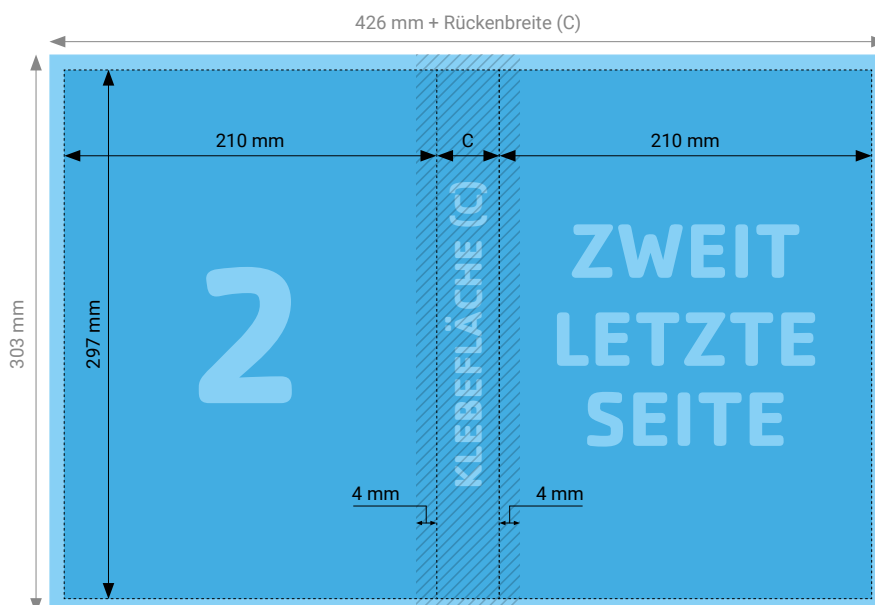 426 mm + Rückenbreite (C)
210 mm
C
210 mm
303 mm
297 mm
2
KLEBEFLÄCHE (C)
ZWEIT
LETZTE
SEITE
4 mm
4 mm